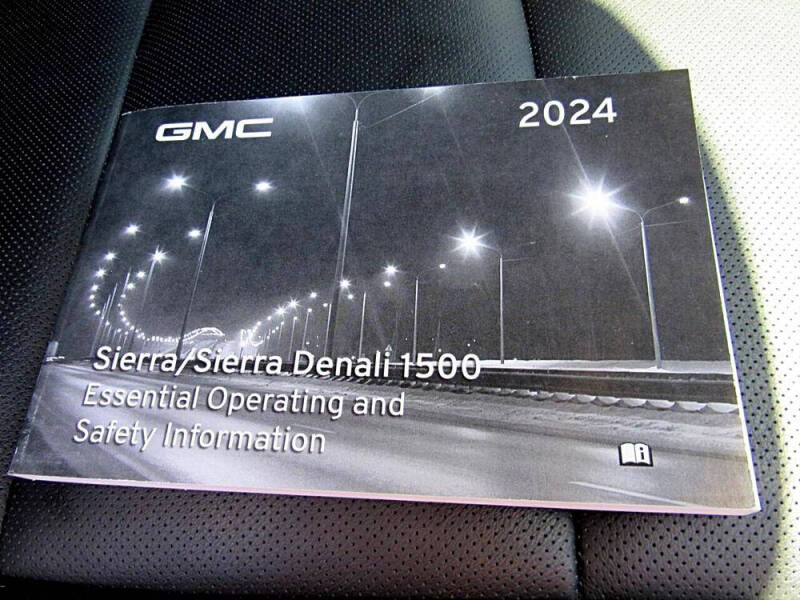 GMC
2024
Sierra/Sierra Denali 1500
Essential Operating and
Safety Information
i